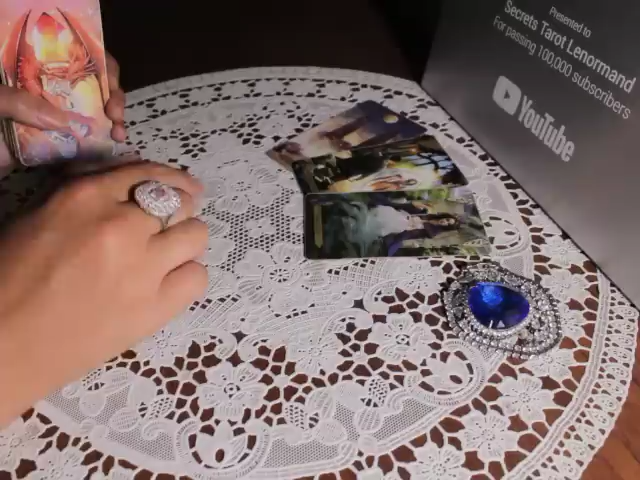 Presented to
Secrets Tarot Lenormand
For passing 100,000 subscribers
YouTube